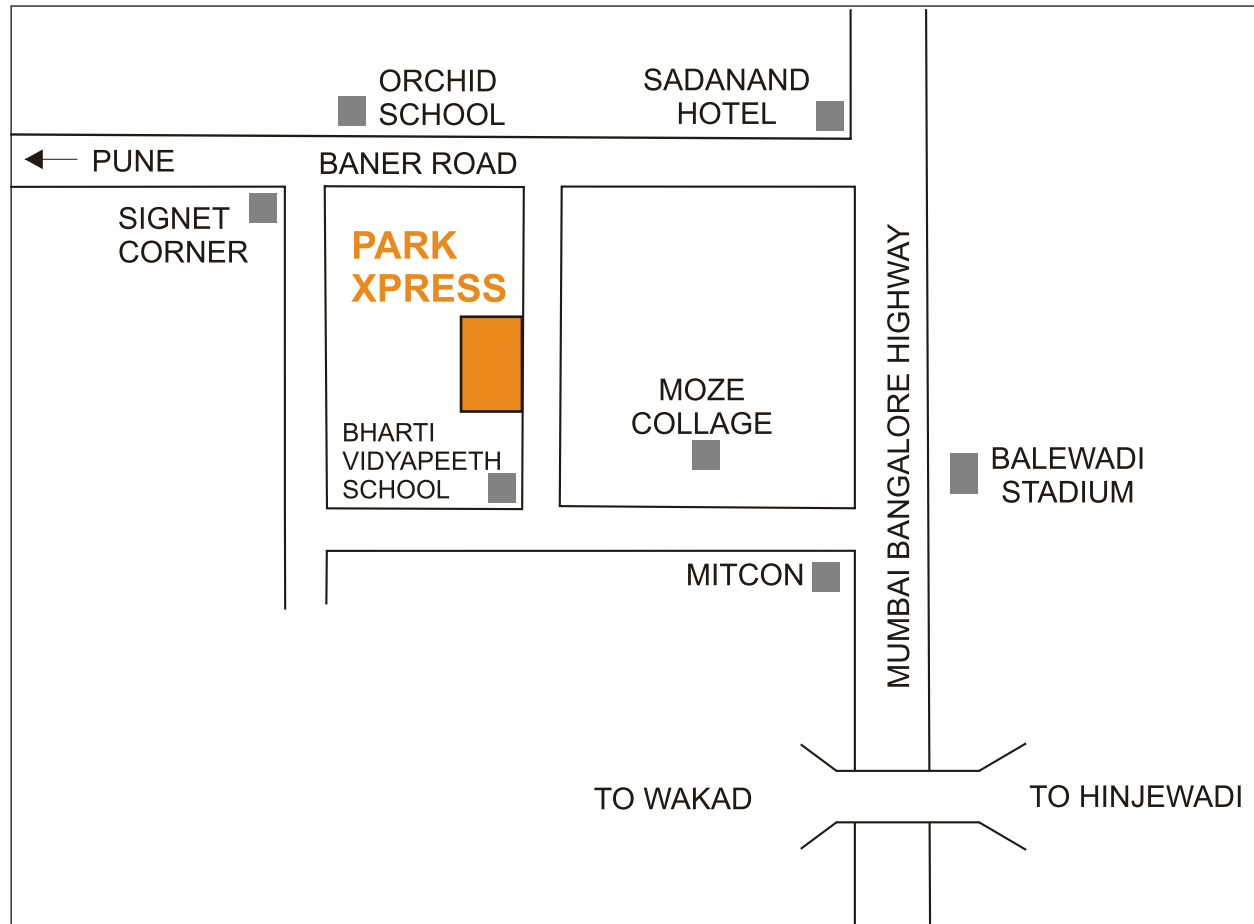 ORCHID
SCHOOL
SADANAND
HOTEL
PUNE
BANER ROAD
SIGNET
CORNER
PARK
XPRESS
MOZE
COLLAGE
BHARTI
VIDYAPEETH
SCHOOL
MUMBAI BANGALORE HIGHWAY
BALEWADI
STADIUM
MITCON
TO WAKAD
TO HINJEWADI